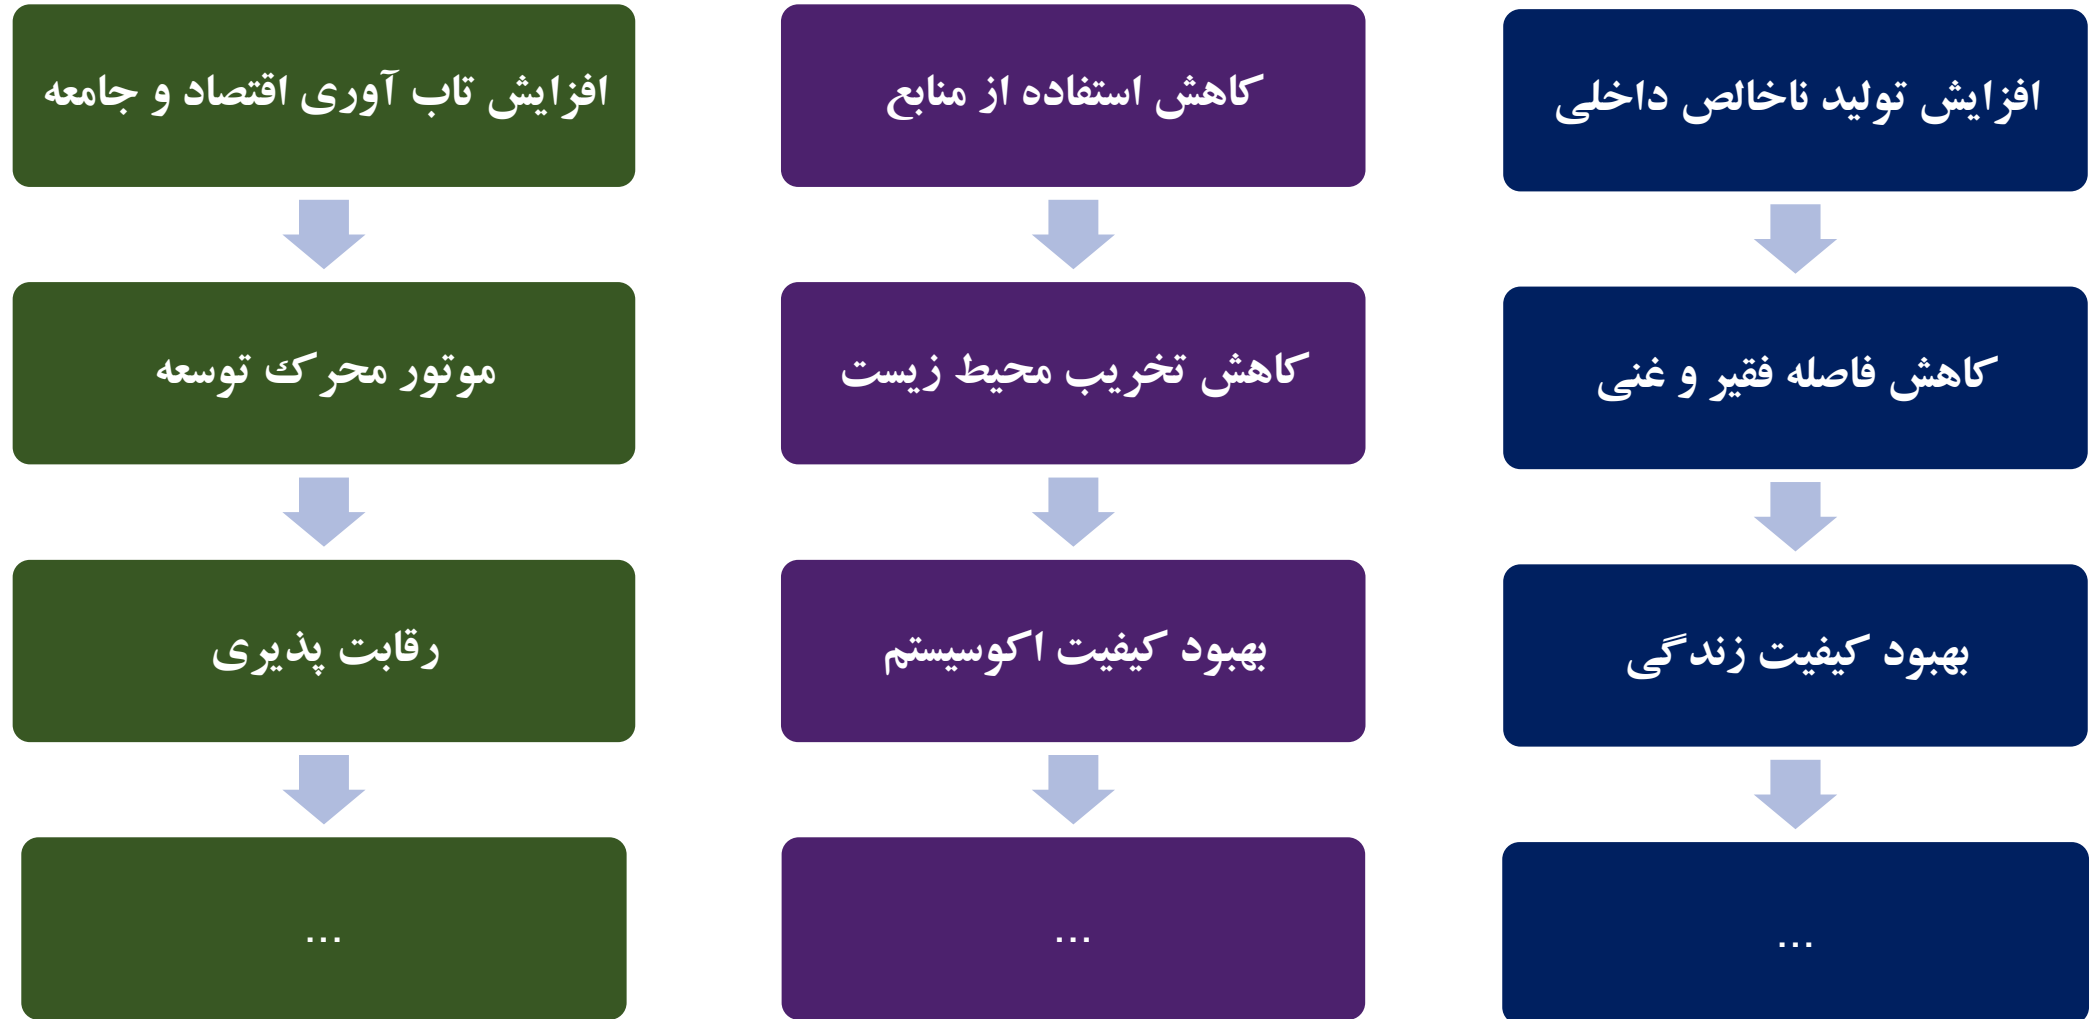 افزایش تولید ناخالص داخلی
کاهش فاصله فقیر و غنی
بهبود کیفیت زندگی
...
کاهش استفاده از منابع
کاهش تخریب محیط زیست
بهبود کیفیت اکوسیستم
...
افزایش تاب آوری اقتصاد و جامعه
موتور محرک توسعه
رقابت پذیری
...